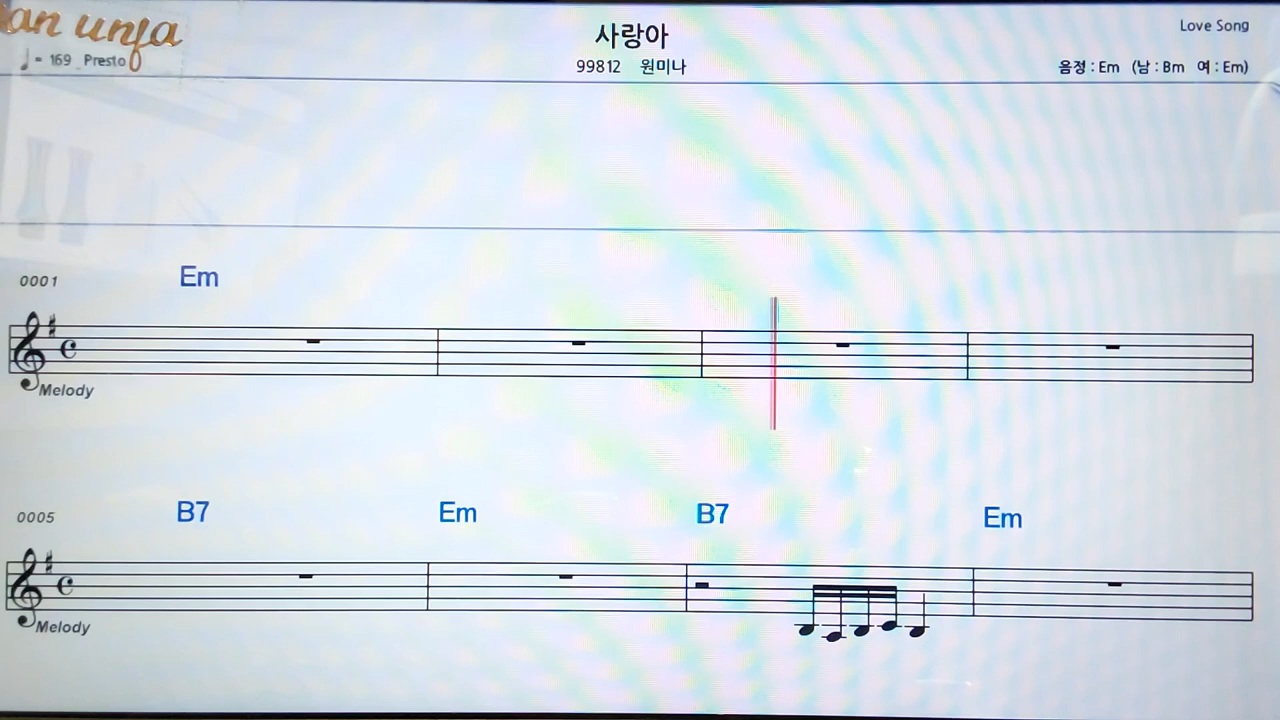 an unja
사랑아
Love Song
♩ = 169 Presto
99812 원미나
음정 : Em (남 : Bm 여 : Em)
0001 Em
Melody
0005 B7 Em B7 Em
Melody